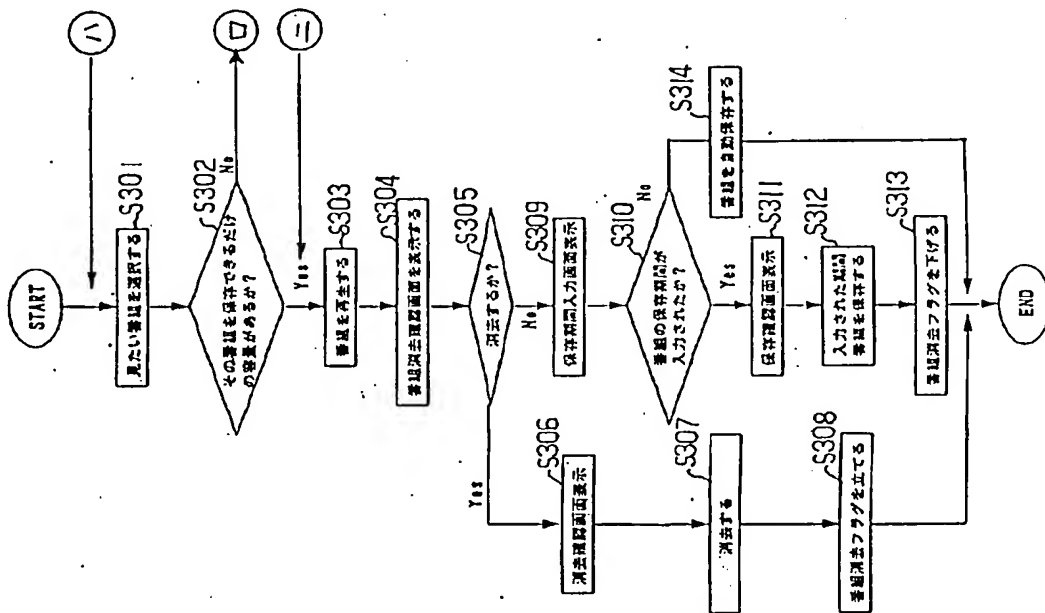 START
ソ
見たい番組を選択する
S301
その番組を保存できるだけ
の容量があるか?
S302
No
ロ
Yes
ニ
番組を再生する
S303
番組消去確認画面を表示する
S304
消去するか?
S305
Yes
No
消去確認画面表示
S306
消去する
S307
番組消去フラグを立てる
S308
保存期間入力画面表示
S309
番組の保存期間が
入力されたか?
S310
No
Yes
番組を自動保存する
S314
保存確認画面表示
S311
入力された期間
番組を保存する
S312
番組消去フラグを下げる
S313
END